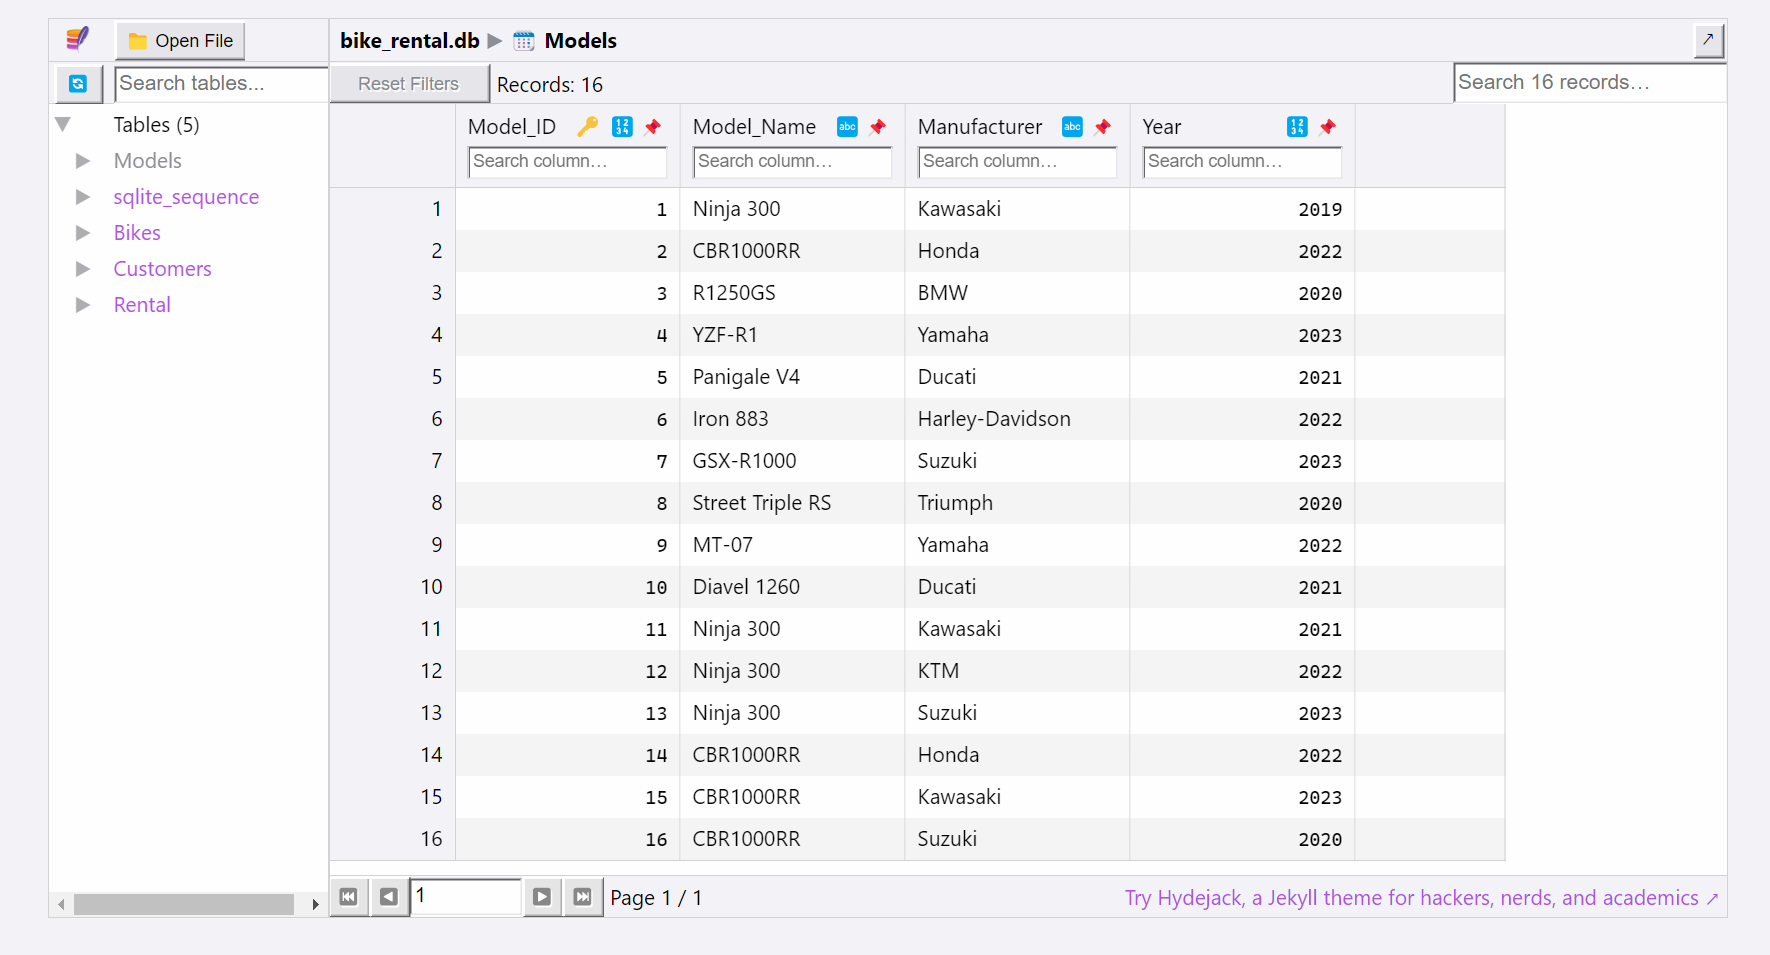 Open File
bike_rental.db ▶ Models
Search tables...
Reset Filters
Records: 16
Search 16 records...
Tables (5)
Models
sqlite_sequence
Bikes
Customers
Rental
Model_ID Model_Name abc Manufacturer abc Year
Search column... Search column... Search column... Search column...
1 1 Ninja 300 Kawasaki 2019
2 2 CBR1000RR Honda 2022
3 3 R1250GS BMW 2020
4 4 YZF-R1 Yamaha 2023
5 5 Panigale V4 Ducati 2021
6 6 Iron 883 Harley-Davidson 2022
7 7 GSX-R1000 Suzuki 2023
8 8 Street Triple RS Triumph 2020
9 9 MT-07 Yamaha 2022
10 10 Diavel 1260 Ducati 2021
11 11 Ninja 300 Kawasaki 2021
12 12 Ninja 300 KTM 2022
13 13 Ninja 300 Suzuki 2023
14 14 CBR1000RR Honda 2022
15 15 CBR1000RR Kawasaki 2023
16 16 CBR1000RR Suzuki 2020
1 Page 1 / 1
Try Hydejack, a Jekyll theme for hackers, nerds, and academics ↗